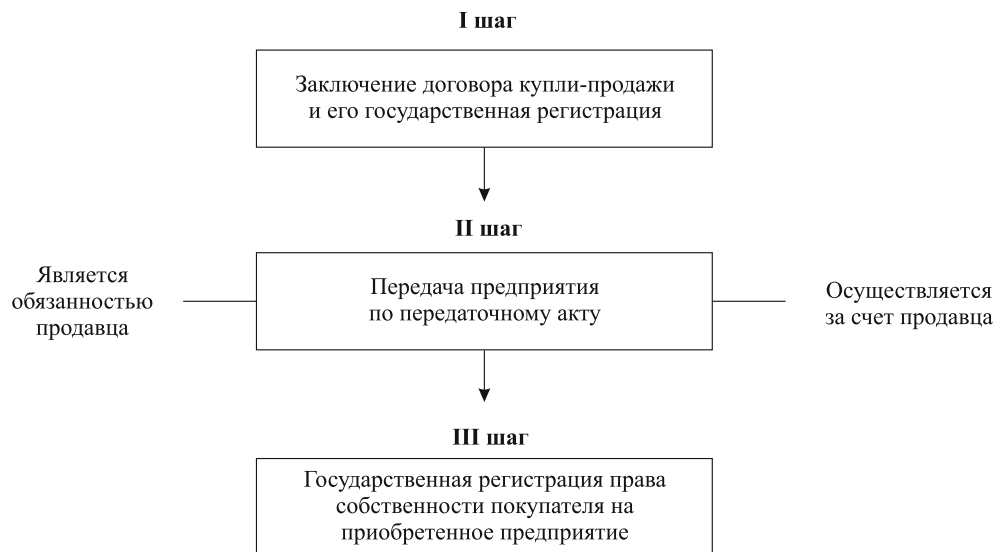 I шаг
Заключение договора купли-продажи
и его государственная регистрация
II шаг
Является
обязанностью
продавца
Передача предприятия
по передаточному акту
Осуществляется
за счет продавца
III шаг
Государственная регистрация права
собственности покупателя на
приобретенное предприятие